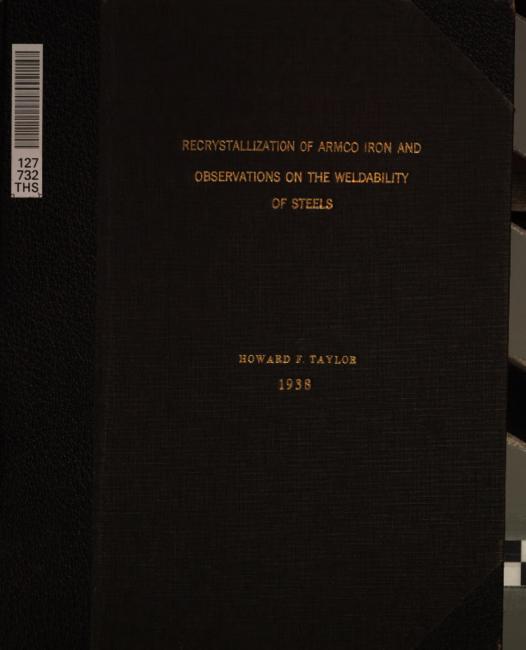 127
732
THS
RECRYSTALLIZATION OF ARMCO IRON AND
OBSERVATIONS ON THE WELDABILITY
OF STEELS
HOWARD F. TAYLOR
1938